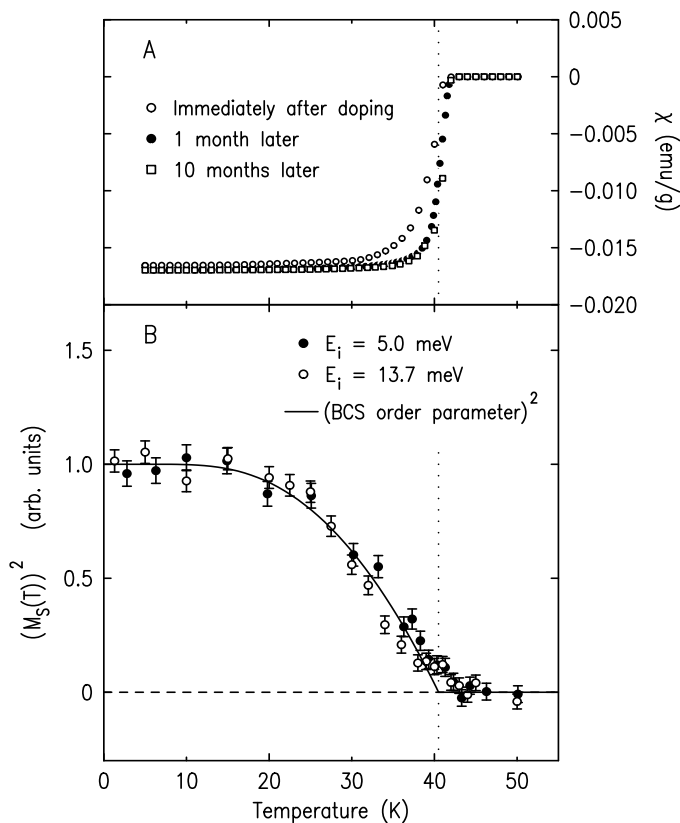 A
Immediately after doping
1 month later
10 months later
0.005
0
−0.005
−0.010
−0.015
−0.020
χ (emu/g)
B
E_i = 5.0 meV
E_i = 13.7 meV
(BCS order parameter)^2
1.5
1.0
0.5
0
(M_S(T))^2 (arb. units)
0 10 20 30 40 50
Temperature (K)